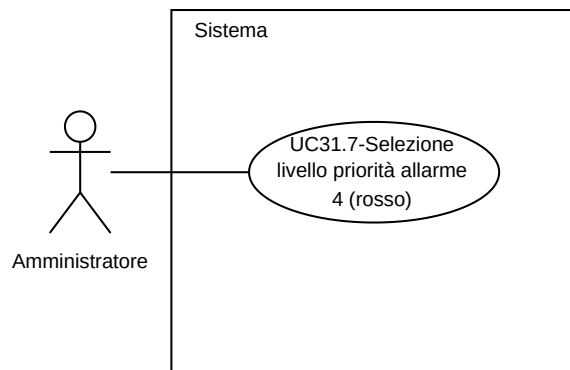 Sistema
UC31.7-Selezione
livello priorità allarme
4 (rosso)
Amministratore